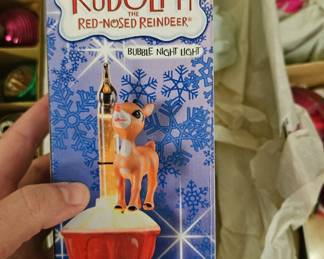 RUDOLPH
THE
RED-NOSED REINDEER®
BUBBLE NIGHT LIGHT